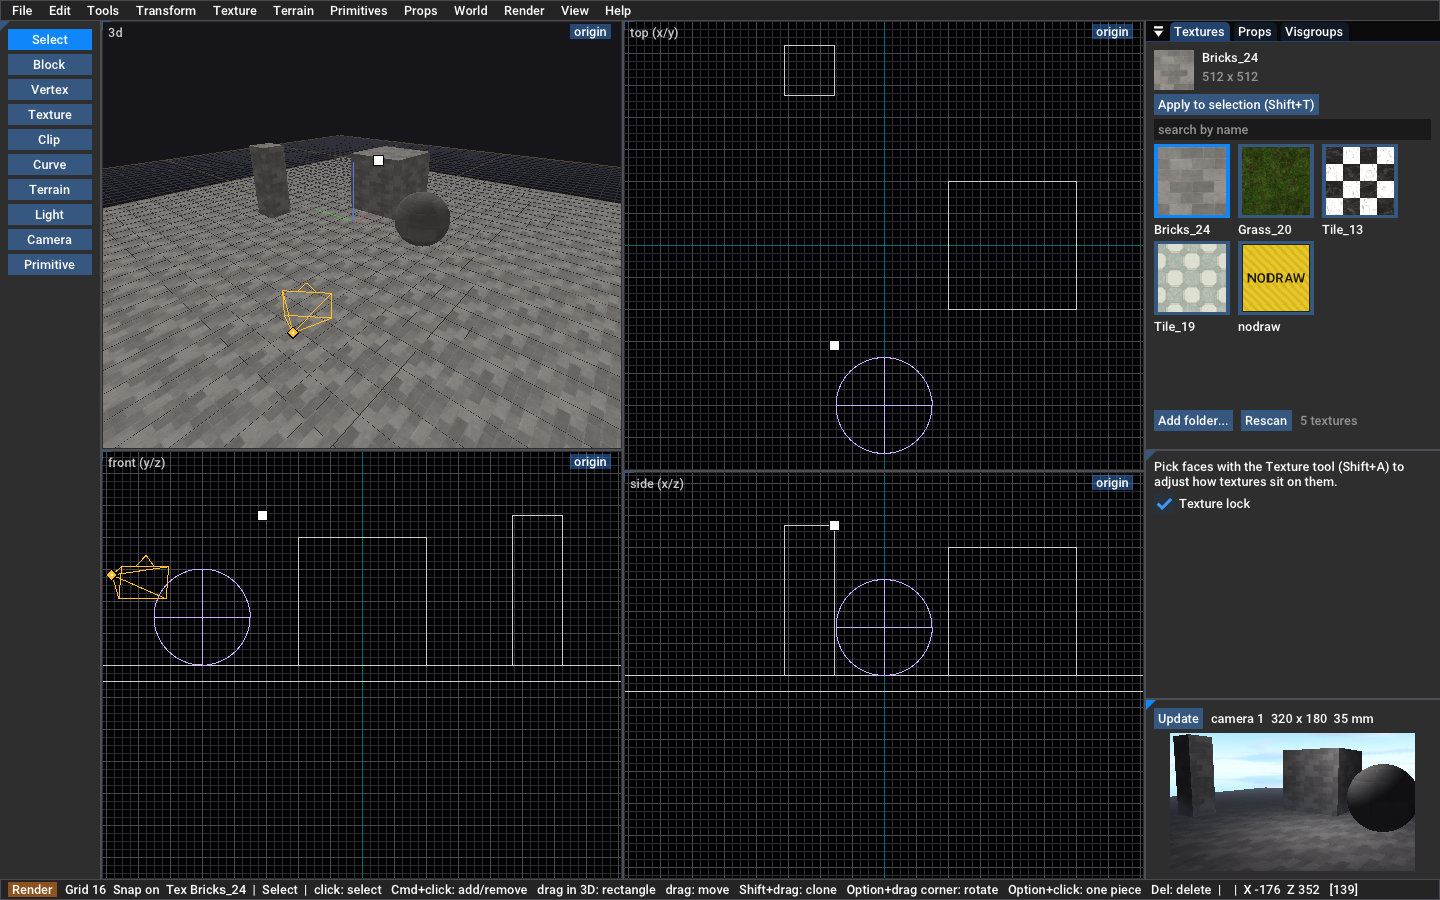 File Edit Tools Transform Texture Terrain Primitives Props World Render View Help
Select
Block
Vertex
Texture
Clip
Curve
Terrain
Light
Camera
Primitive
3d
origin
top (x/y)
origin
front (y/z)
origin
side (x/z)
origin
Textures Props Visgroups
Bricks_24
512 x 512
Apply to selection (Shift+T)
search by name
Bricks_24 Grass_20 Tile_13
NODRAW
Tile_19 nodraw
Add folder... Rescan 5 textures
Pick faces with the Texture tool (Shift+A) to
adjust how textures sit on them.
Texture lock
Update camera 1 320 x 180 35 mm
Render Grid 16 Snap on Tex Bricks_24 | Select | click: select Cmd+click: add/remove drag in 3D: rectangle drag: move Shift+drag: clone Option+drag corner: rotate Option+click: one piece Del: delete | | X -176 Z 352 [139]